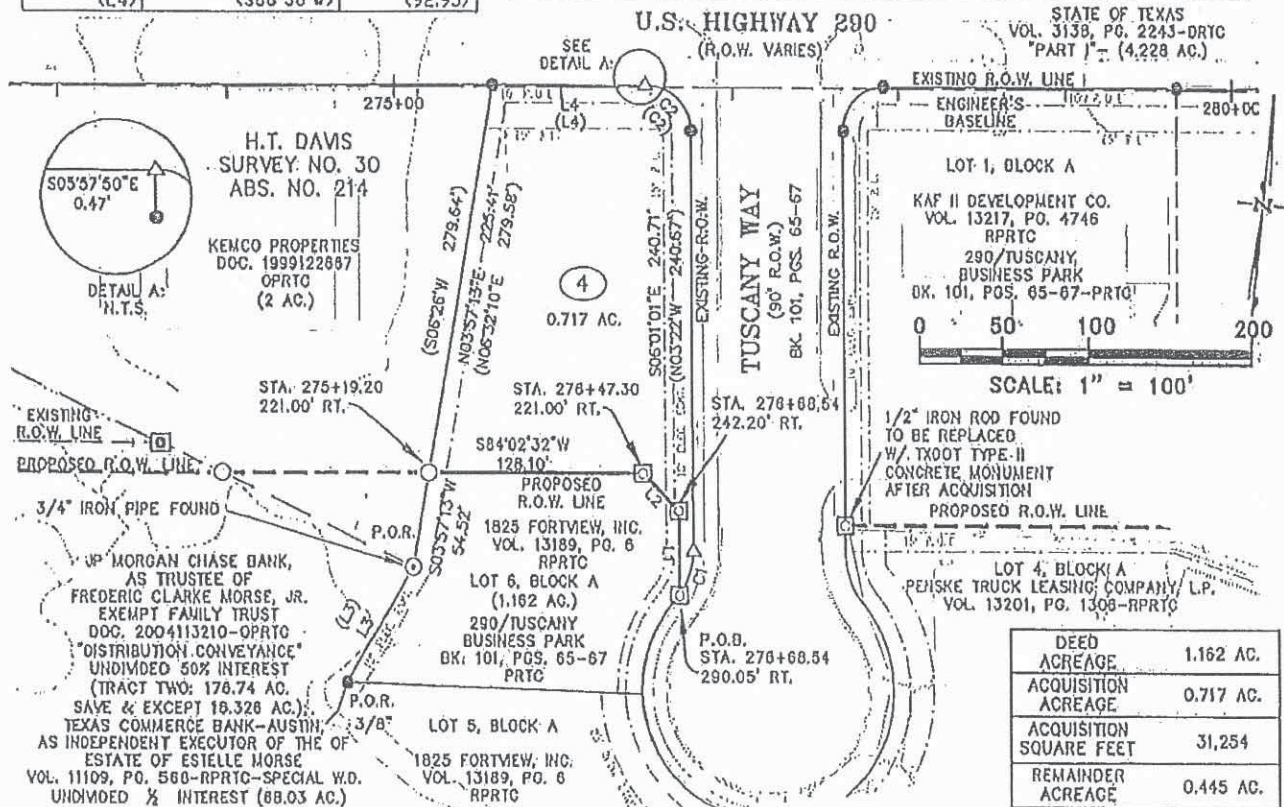 (L4) (S88°38'W) (92.93')
U.S. HIGHWAY 290
(R.O.W. VARIES)
STATE OF TEXAS
VOL. 3138, PG. 2243-DRTC
"PART 1" - (4.228 AC.)
SEE
DETAIL A:
275+00
EXISTING R.O.W. LINE
ENGINEER'S
BASELINE
280+00
L4
(L4)
C2
(C2)
H.T. DAVIS
SURVEY NO. 30
ABS. NO. 214
S05°57'50"E
0.47'
DETAIL A:
N.T.S.
KEMCO PROPERTIES
DOC. 1999122667
OPRTC
(2 AC.)
(S06°26'W 279.64')
N03°57'13"E 225.41'
(N06°32'10"E 279.58')
4
0.717 AC.
S06°01'01"E 240.71'
(N03°22'W 240.67')
EXISTING R.O.W.
TUSCANY WAY
(90' R.O.W.)
BK. 101, PGS. 65-67
EXISTING R.O.W.
LOT 1, BLOCK A
KAF II DEVELOPMENT CO.
VOL. 13217, PG. 4746
RPRTC
290/TUSCANY
BUSINESS PARK
BK. 101, PGS. 65-67-PRTC
N
0 50 100 200
SCALE: 1" = 100'
STA. 275+19.20
221.00' RT.
STA. 276+47.30
221.00' RT.
STA. 276+68.54
242.20' RT.
1/2" IRON ROD FOUND
TO BE REPLACED
W/ TXDOT TYPE II
CONCRETE MONUMENT
AFTER ACQUISITION
PROPOSED R.O.W. LINE
EXISTING
R.O.W. LINE
PROPOSED R.O.W. LINE
3/4" IRON PIPE FOUND
S84°02'32"W
128.10'
PROPOSED
R.O.W. LINE
L2
L1
C1
P.O.R.
S03°57'13"W
54.52'
1825 FORTVIEW, INC.
VOL. 13189, PG. 6
RPRTC
LOT 6, BLOCK A
(1.162 AC.)
290/TUSCANY
BUSINESS PARK
BK. 101, PGS. 65-67
PRTC
(L3)
L3
JP MORGAN CHASE BANK,
AS TRUSTEE OF
FREDERIC CLARKE MORSE, JR.
EXEMPT FAMILY TRUST
DOC. 2004113210-OPRTC
"DISTRIBUTION CONVEYANCE"
UNDIVIDED 50% INTEREST
(TRACT TWO: 176.74 AC.
SAVE & EXCEPT 16.326 AC.)
TEXAS COMMERCE BANK-AUSTIN,
AS INDEPENDENT EXECUTOR OF THE OF
ESTATE OF ESTELLE MORSE
VOL. 11109, PG. 560-RPRTC-SPECIAL W.D.
UNDIVIDED ½ INTEREST (68.03 AC.)
P.O.R.
3/8"
LOT 5, BLOCK A
1825 FORTVIEW, INC.
VOL. 13189, PG. 6
RPRTC
P.O.B.
STA. 276+68.54
290.05' RT.
LOT 4, BLOCK A
PENSKE TRUCK LEASING COMPANY, L.P.
VOL. 13201, PG. 1308-RPRTC
DEED
ACREAGE 1.162 AC.
ACQUISITION
ACREAGE 0.717 AC.
ACQUISITION
SQUARE FEET 31,254
REMAINDER
ACREAGE 0.445 AC.